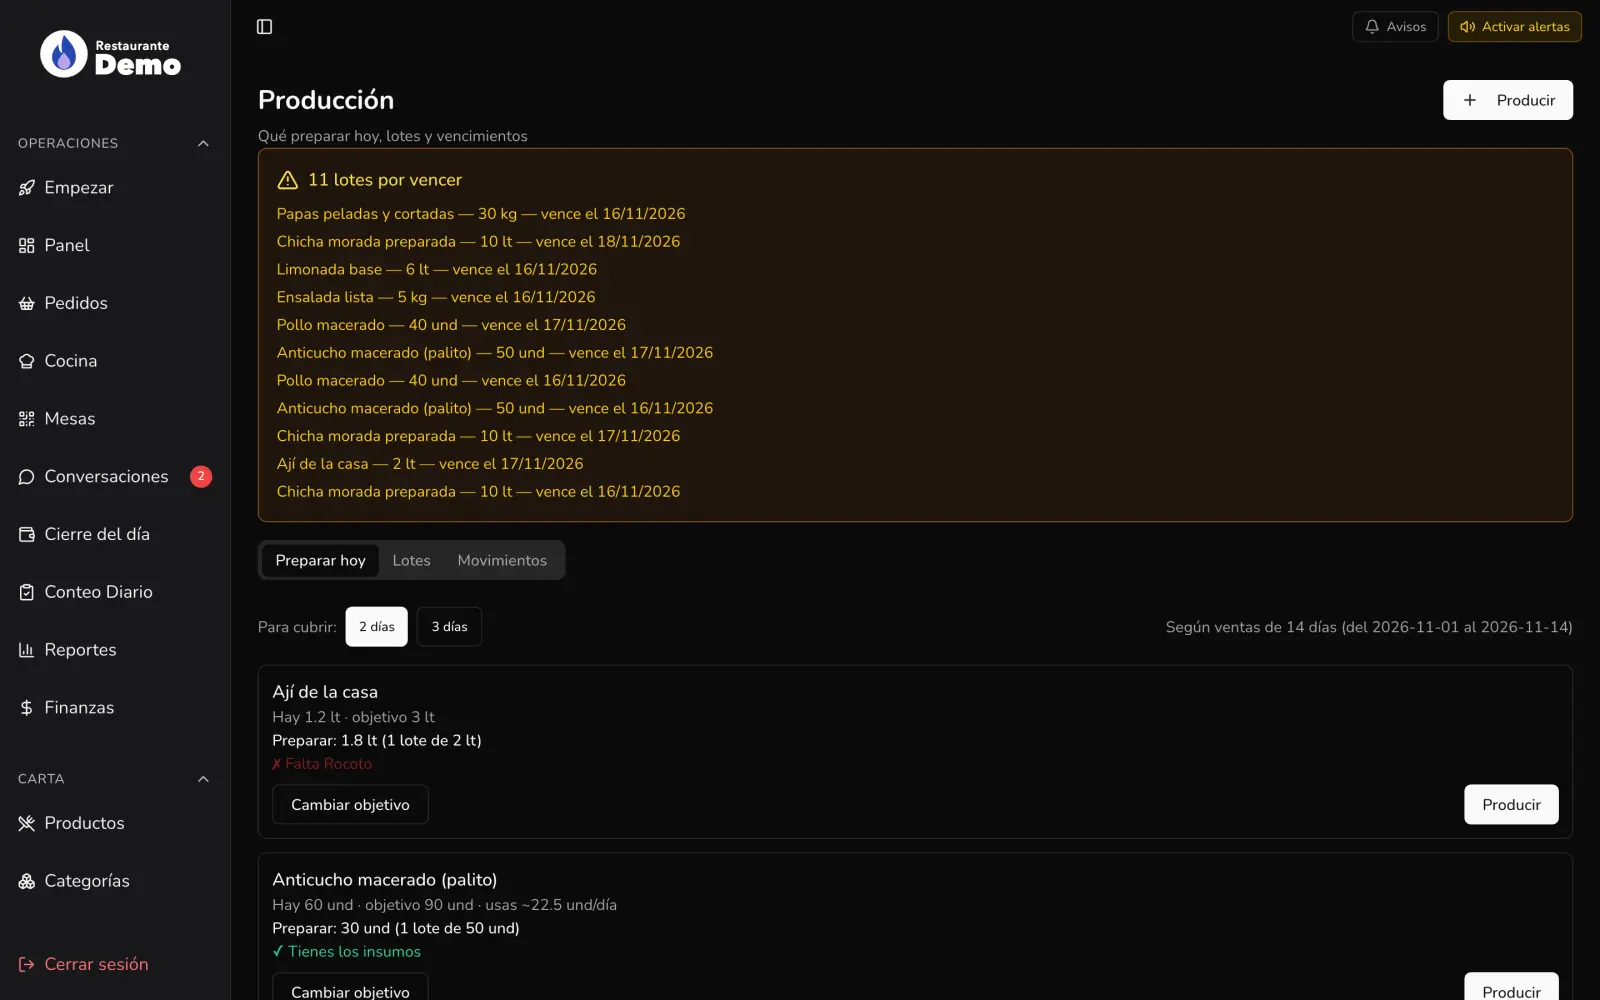 Restaurante
Demo
OPERACIONES
Empezar
Panel
Pedidos
Cocina
Mesas
Conversaciones 2
Cierre del día
Conteo Diario
Reportes
Finanzas
CARTA
Productos
Categorías
Cerrar sesión
Avisos
Activar alertas
Producción
+ Producir
Qué preparar hoy, lotes y vencimientos
11 lotes por vencer
Papas peladas y cortadas — 30 kg — vence el 16/11/2026
Chicha morada preparada — 10 lt — vence el 18/11/2026
Limonada base — 6 lt — vence el 16/11/2026
Ensalada lista — 5 kg — vence el 16/11/2026
Pollo macerado — 40 und — vence el 17/11/2026
Anticucho macerado (palito) — 50 und — vence el 17/11/2026
Pollo macerado — 40 und — vence el 16/11/2026
Anticucho macerado (palito) — 50 und — vence el 16/11/2026
Chicha morada preparada — 10 lt — vence el 17/11/2026
Ají de la casa — 2 lt — vence el 17/11/2026
Chicha morada preparada — 10 lt — vence el 16/11/2026
Preparar hoy Lotes Movimientos
Para cubrir: 2 días 3 días
Según ventas de 14 días (del 2026-11-01 al 2026-11-14)
Ají de la casa
Hay 1.2 lt · objetivo 3 lt
Preparar: 1.8 lt (1 lote de 2 lt)
✗ Falta Rocoto
Cambiar objetivo
Producir
Anticucho macerado (palito)
Hay 60 und · objetivo 90 und · usas ~22.5 und/día
Preparar: 30 und (1 lote de 50 und)
✓ Tienes los insumos
Cambiar objetivo
Producir